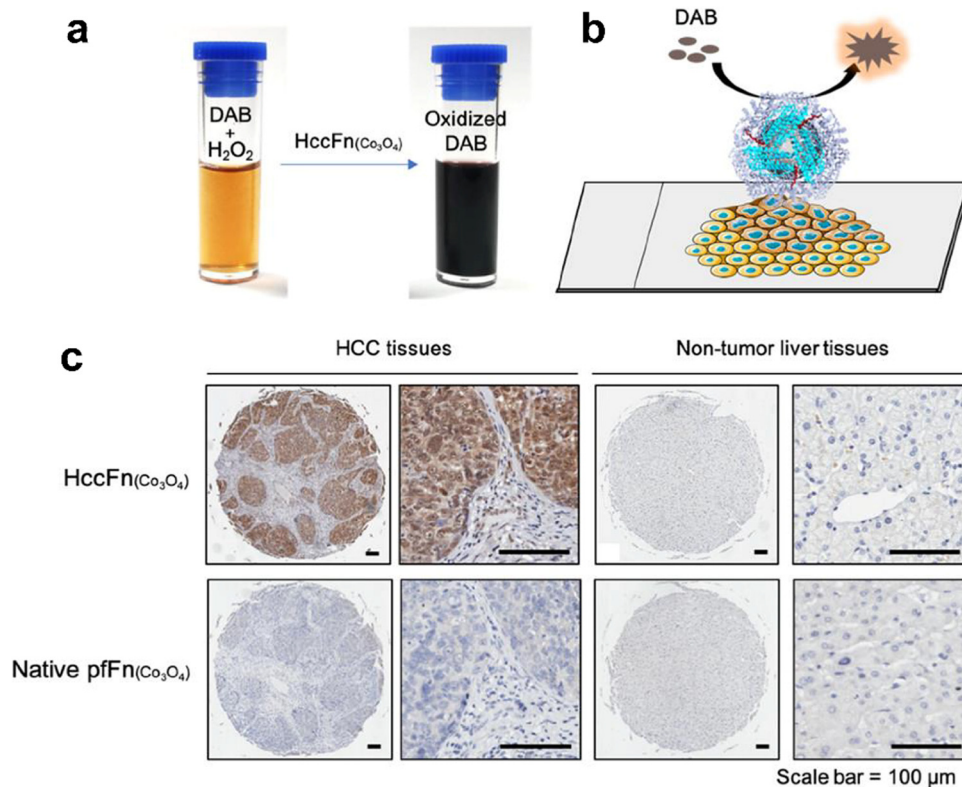 a
DAB
+
H₂O₂
HccFn(Co₃O₄)
Oxidized
DAB
b
DAB
c
HCC tissues
Non-tumor liver tissues
HccFn(Co₃O₄)
Native pfFn(Co₃O₄)
Scale bar = 100 μm